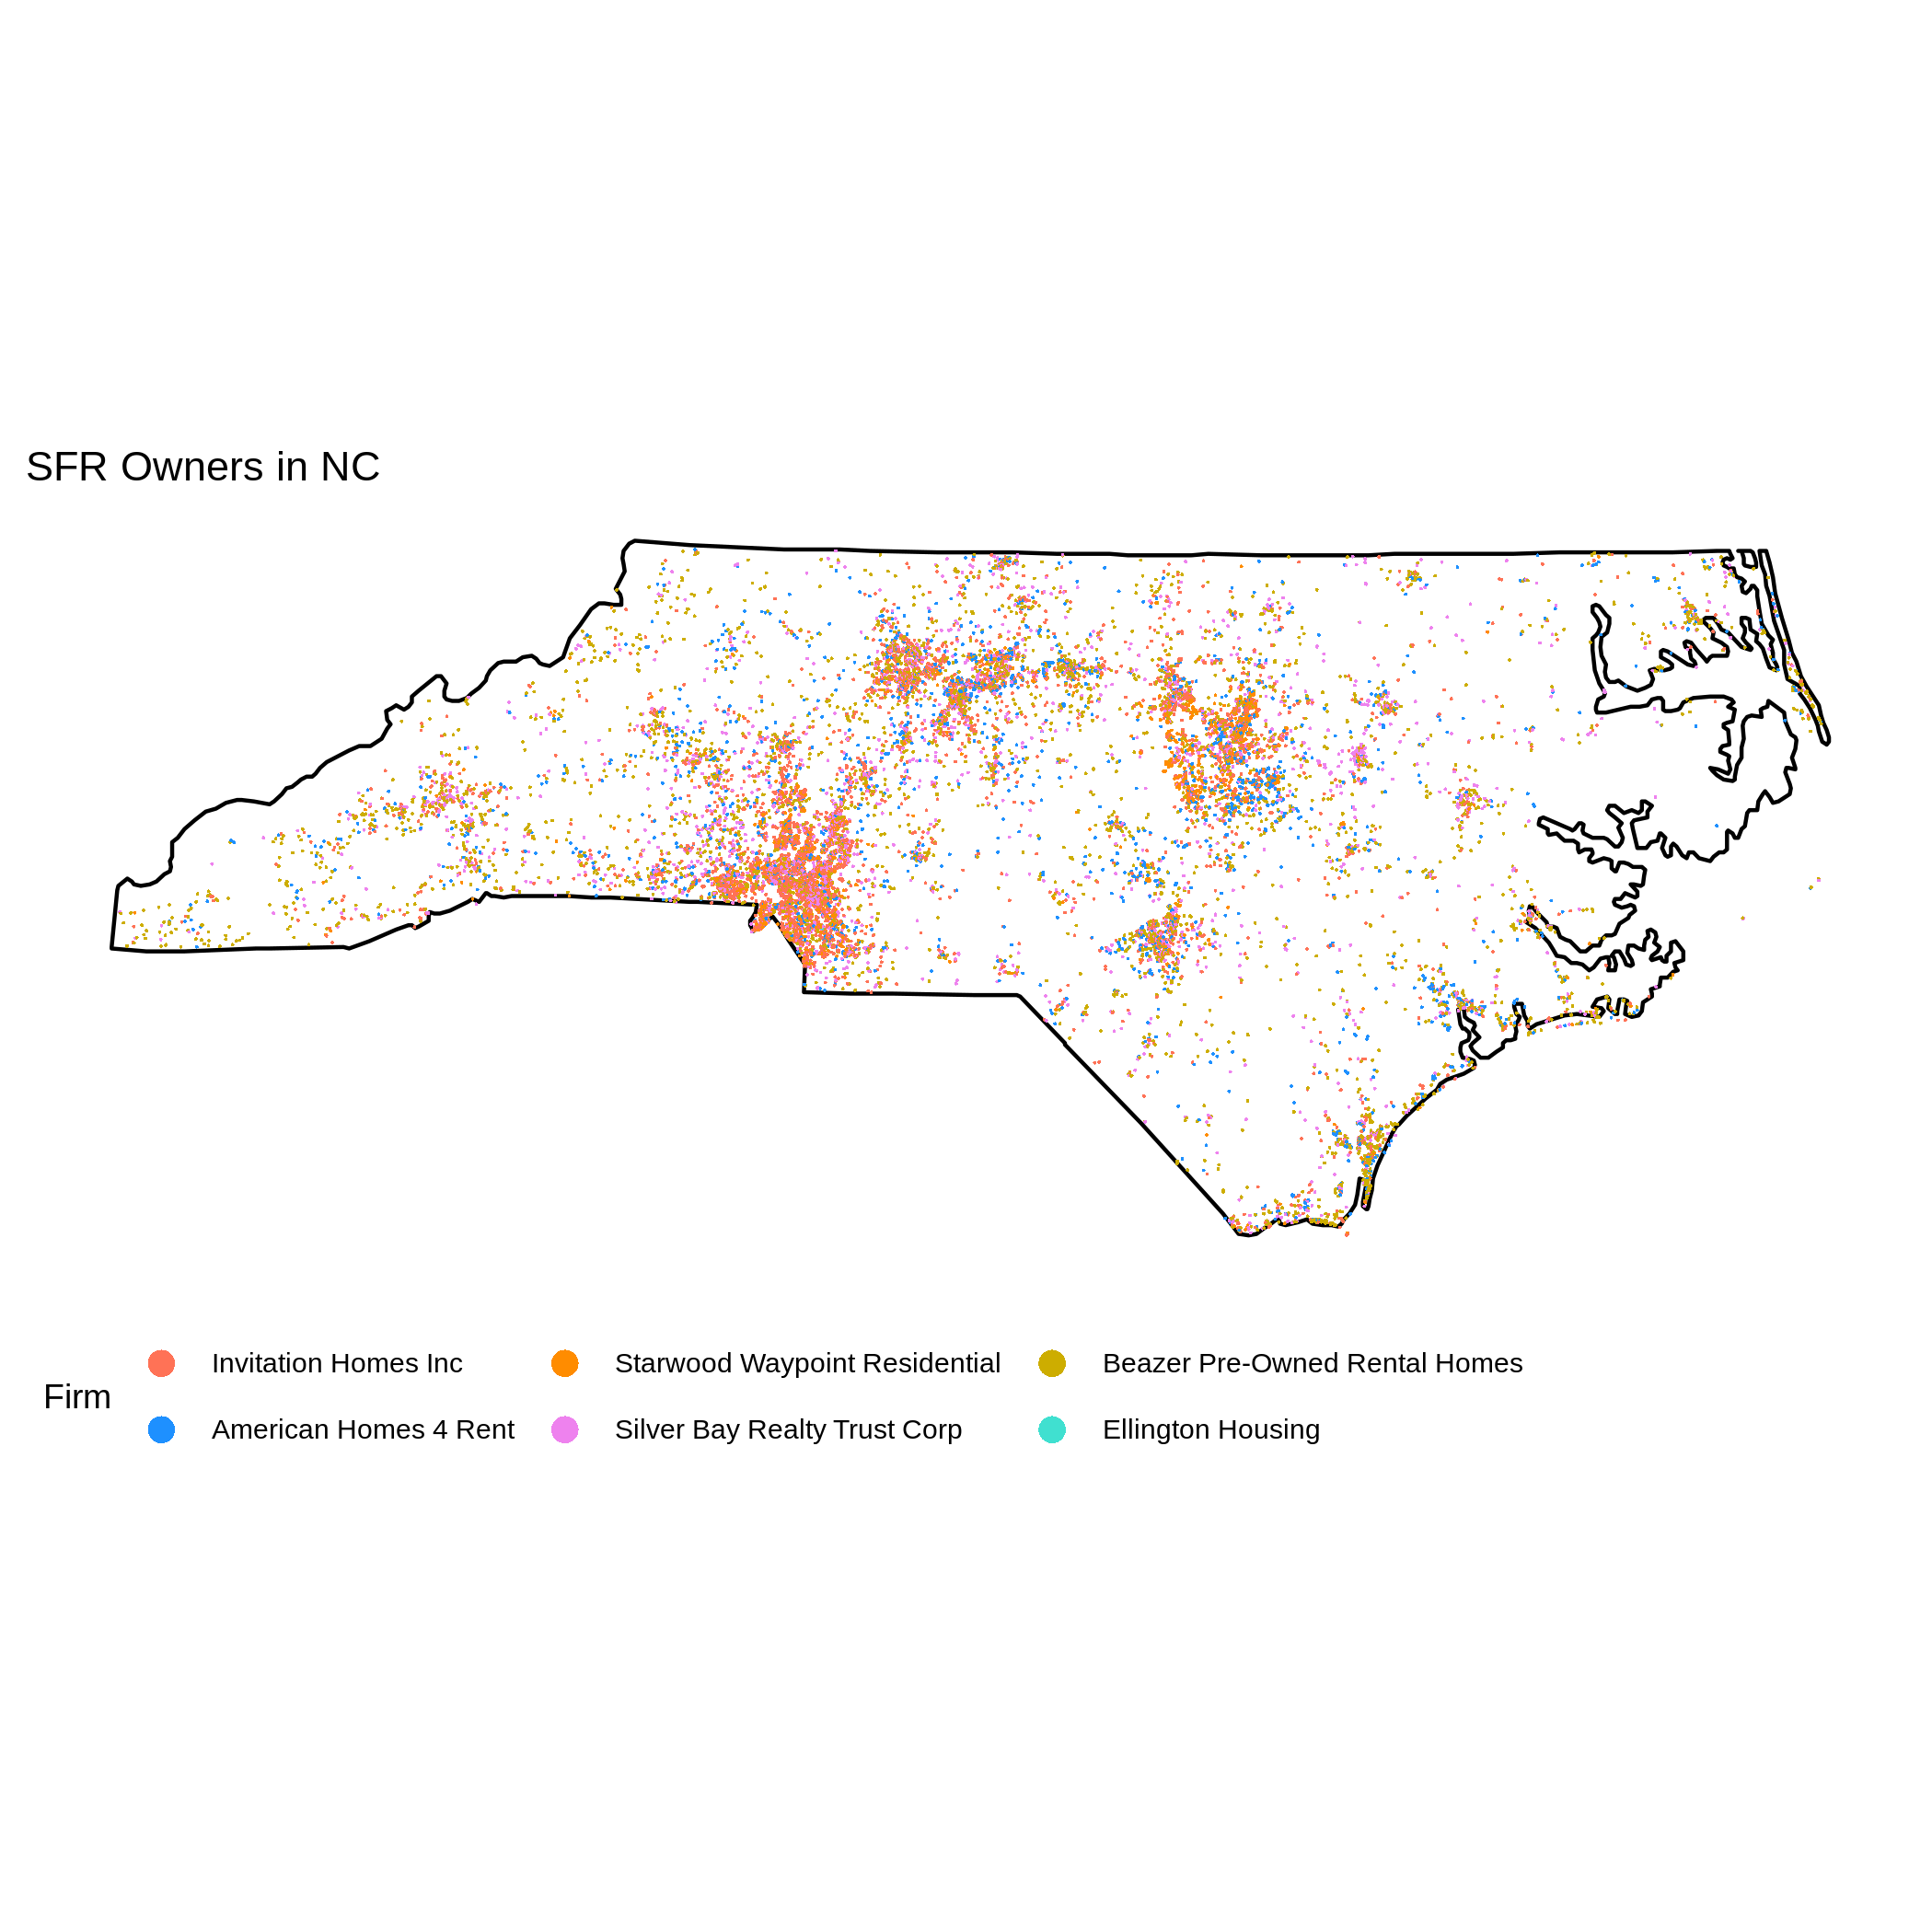 SFR Owners in NC
Firm
Invitation Homes Inc
Starwood Waypoint Residential
Beazer Pre-Owned Rental Homes
American Homes 4 Rent
Silver Bay Realty Trust Corp
Ellington Housing